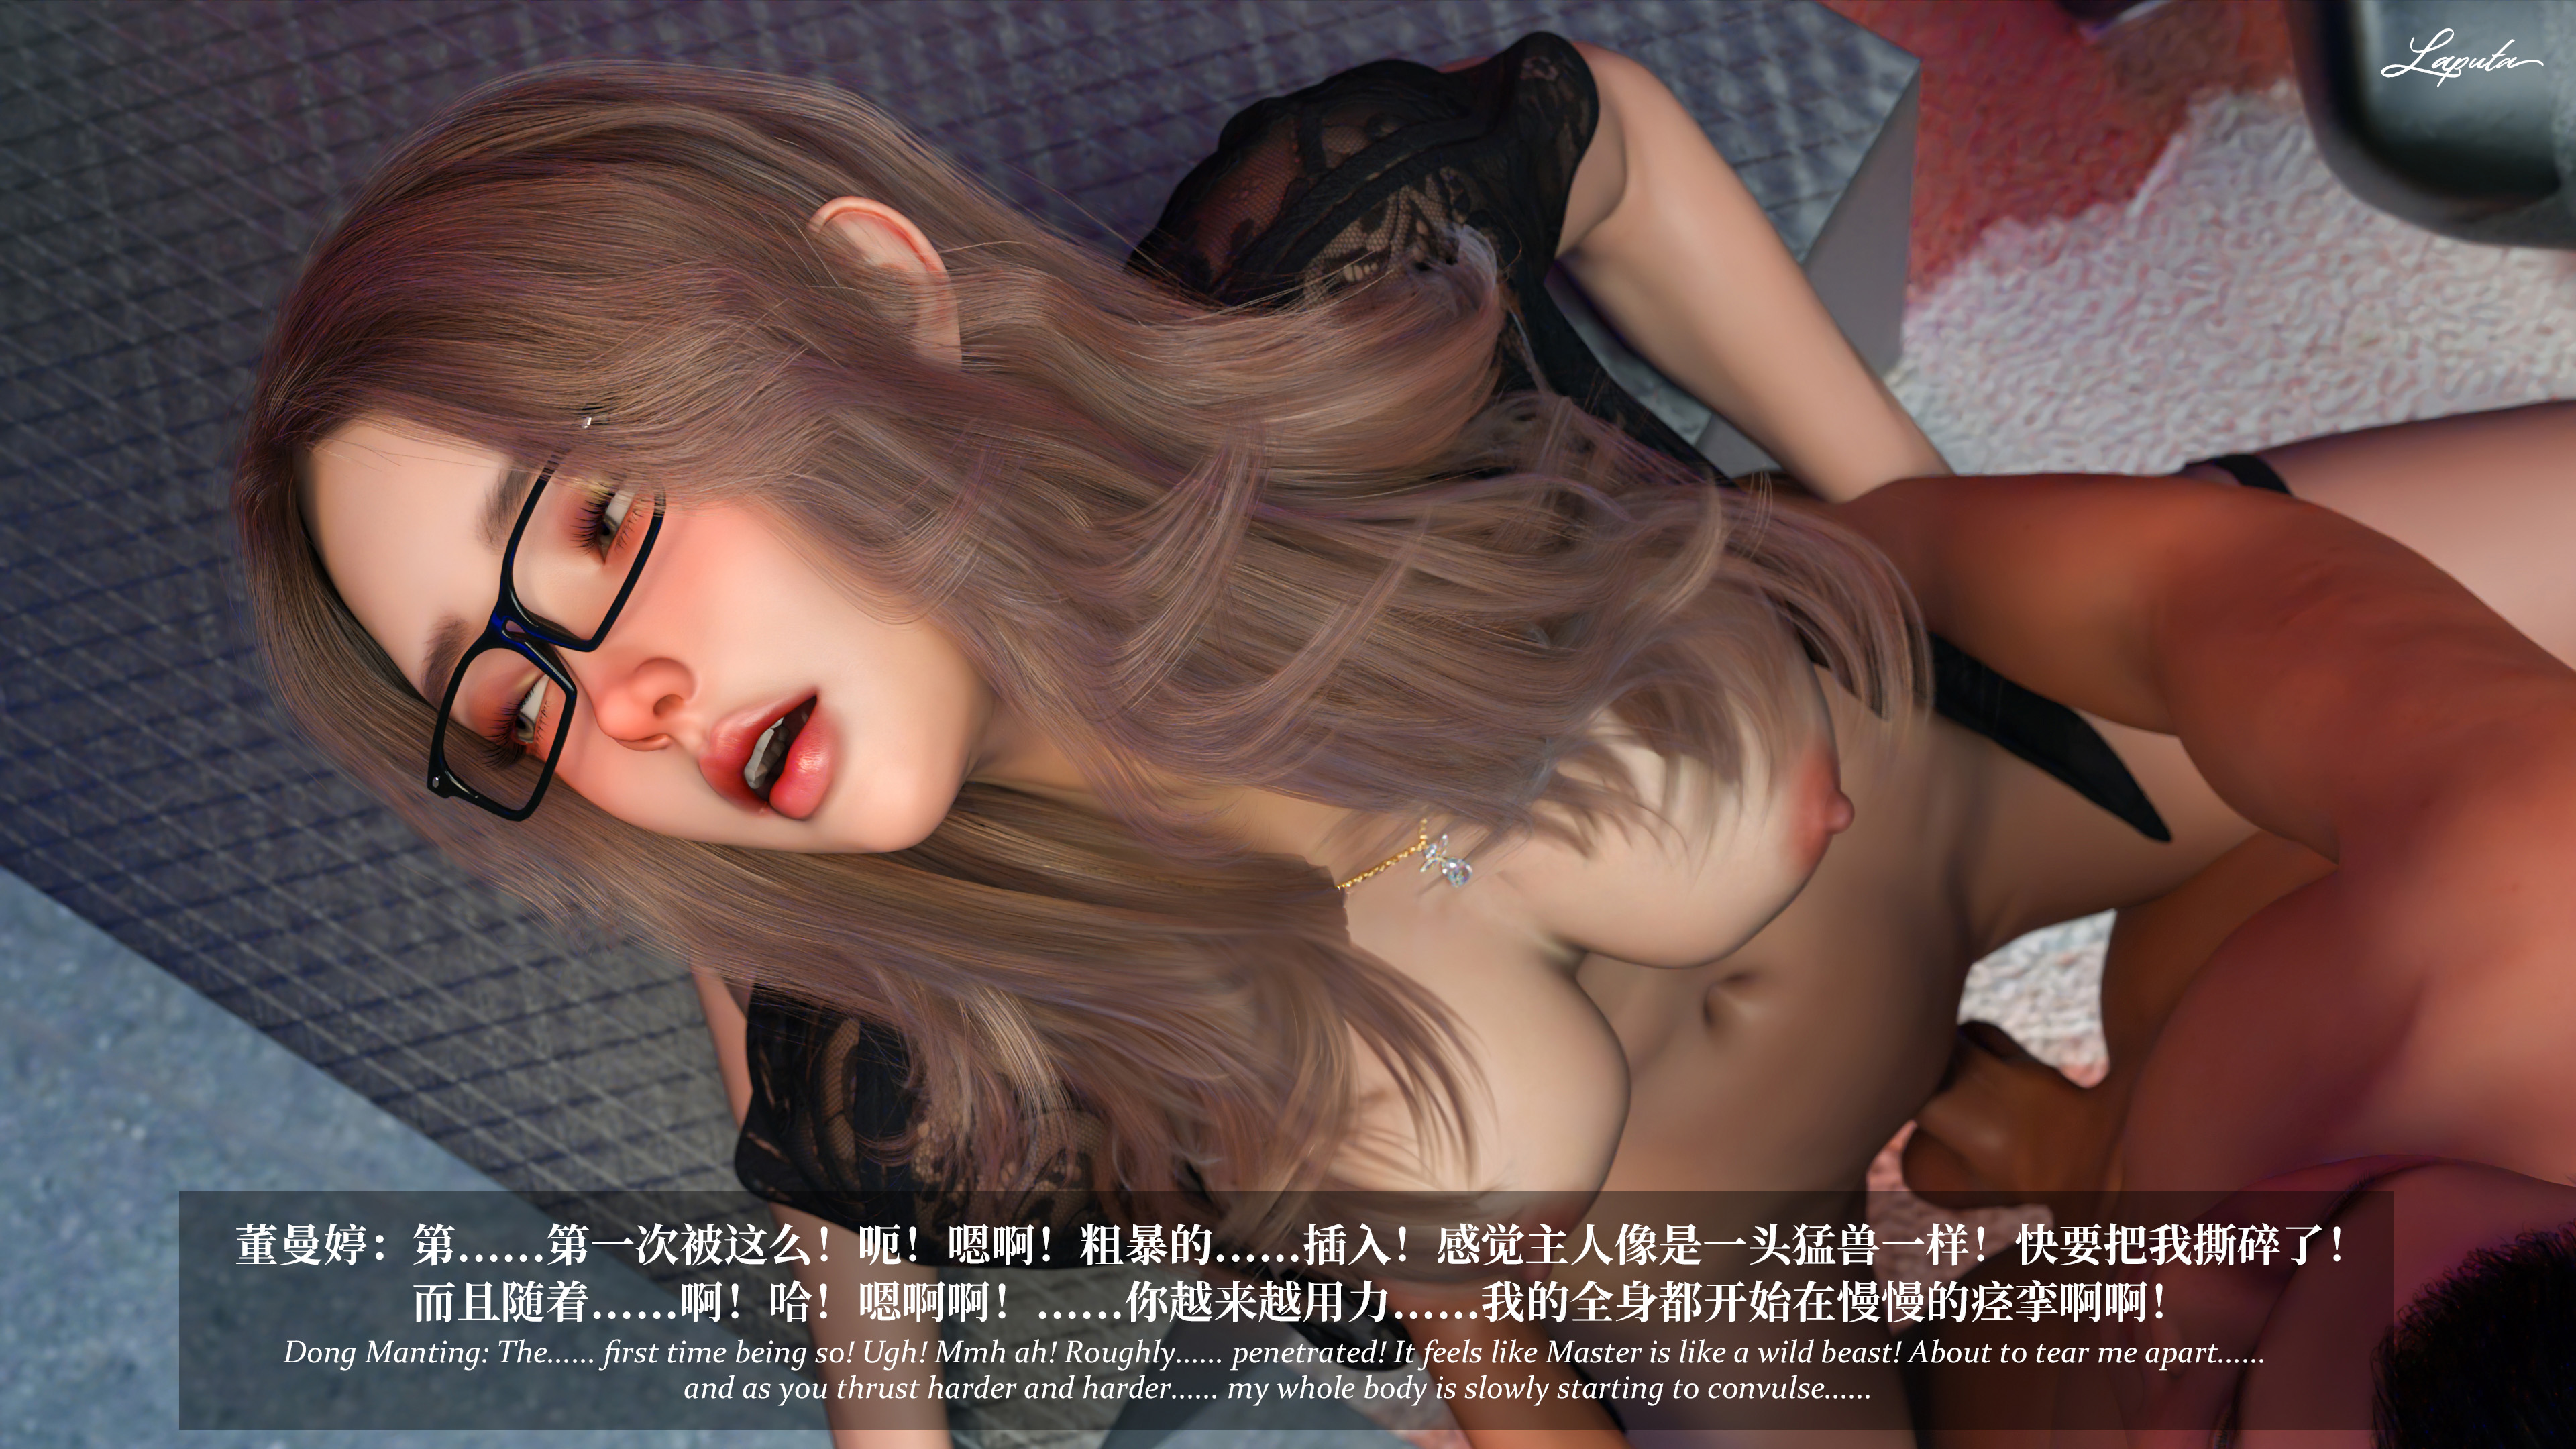 Laputa
董曼婷：第……第一次被这么！呃！嗯啊！粗暴的……插入！感觉主人像是一头猛兽一样！快要把我撕碎了！
而且随着……啊！哈！嗯啊啊！……你越来越用力……我的全身都开始在慢慢的痉挛啊啊！
Dong Manting: The...... first time being so! Ugh! Mmh ah! Roughly...... penetrated! It feels like Master is like a wild beast! About to tear me apart......
and as you thrust harder and harder...... my whole body is slowly starting to convulse......